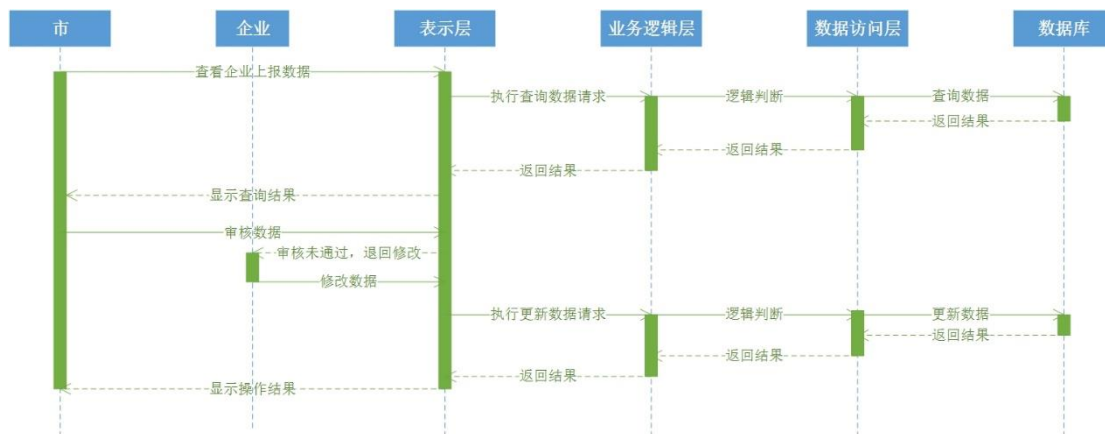 市 企业 表示层 业务逻辑层 数据访问层 数据库
查看企业上报数据
执行查询数据请求 逻辑判断 查询数据
返回结果
返回结果
返回结果
显示查询结果
审核数据
审核未通过，退回修改
修改数据
执行更新数据请求 逻辑判断 更新数据
返回结果
返回结果
返回结果
显示操作结果